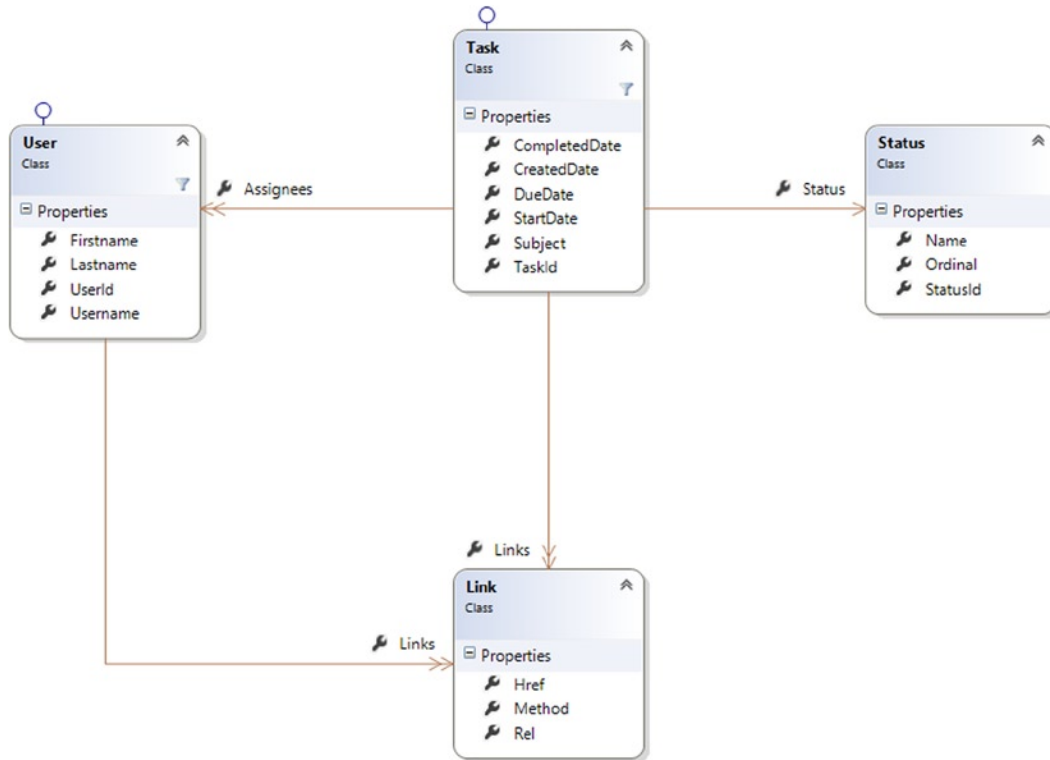 Task
Class
Properties
CompletedDate
CreatedDate
DueDate
StartDate
Subject
TaskId
User
Class
Properties
Firstname
Lastname
UserId
Username
Assignees
Status
Status
Class
Properties
Name
Ordinal
StatusId
Links
Links
Link
Class
Properties
Href
Method
Rel